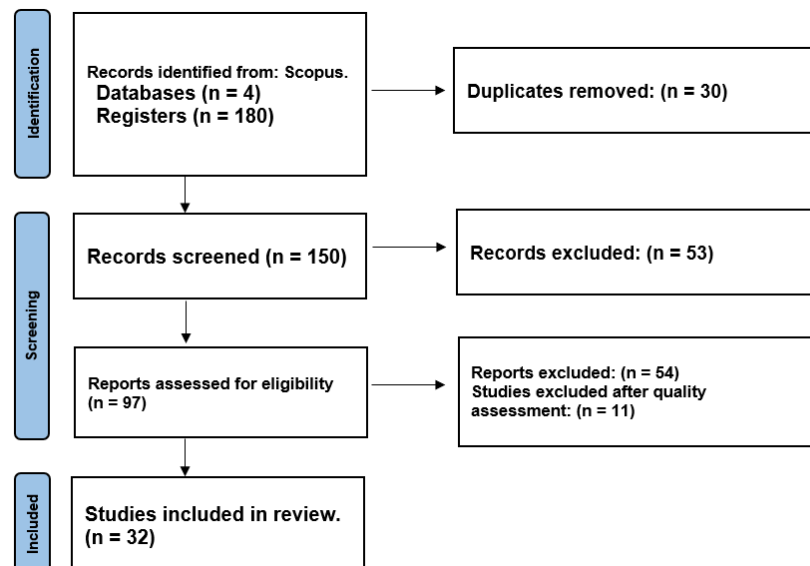 Identification
Records identified from: Scopus.
Databases (n = 4)
Registers (n = 180)
Duplicates removed: (n = 30)
Screening
Records screened (n = 150)
Records excluded: (n = 53)
Reports assessed for eligibility
(n = 97)
Reports excluded: (n = 54)
Studies excluded after quality
assessment: (n = 11)
Included
Studies included in review.
(n = 32)